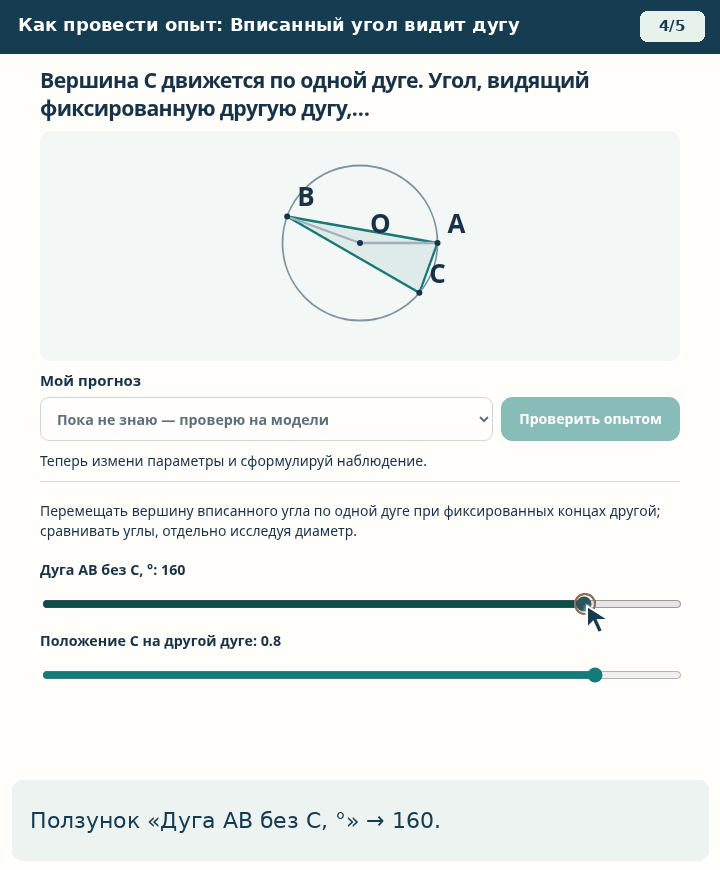 Как провести опыт: Вписанный угол видит дугу
4/5
Вершина C движется по одной дуге. Угол, видящий
фиксированную другую дугу,...
B
O
A
C
Мой прогноз
Пока не знаю — проверю на модели
Проверить опытом
Теперь измени параметры и сформулируй наблюдение.
Перемещать вершину вписанного угла по одной дуге при фиксированных концах другой;
сравнивать углы, отдельно исследуя диаметр.
Дуга AB без C, °: 160
Положение C на другой дуге: 0.8
Ползунок «Дуга AB без C, °» → 160.